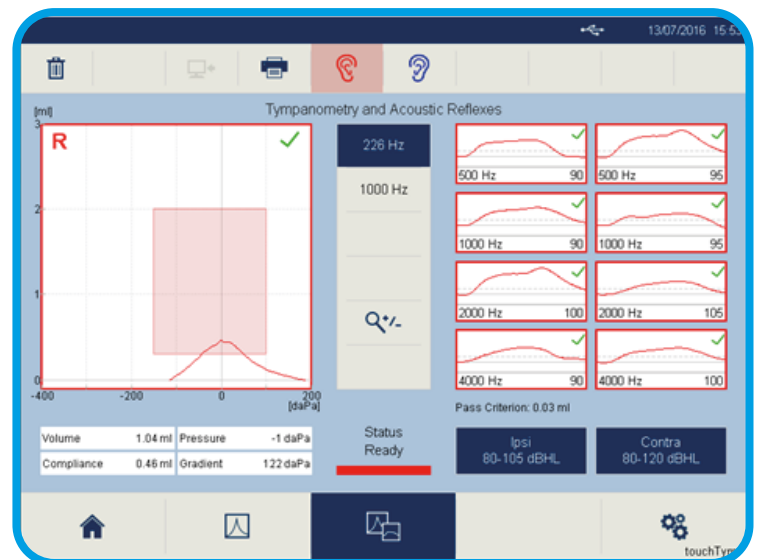 13/07/2016 15:53
Tympanometry and Acoustic Reflexes
[ml]
3
R
2
1
0
-400 -200 0 200
[daPa]
226 Hz
1000 Hz
+/-
500 Hz 90
500 Hz 95
1000 Hz 90
1000 Hz 95
2000 Hz 100
2000 Hz 105
4000 Hz 90
4000 Hz 100
Pass Criterion: 0.03 ml
Volume 1.04 ml Pressure -1 daPa
Compliance 0.46 ml Gradient 122 daPa
Status
Ready
Ipsi
80-105 dBHL
Contra
80-120 dBHL